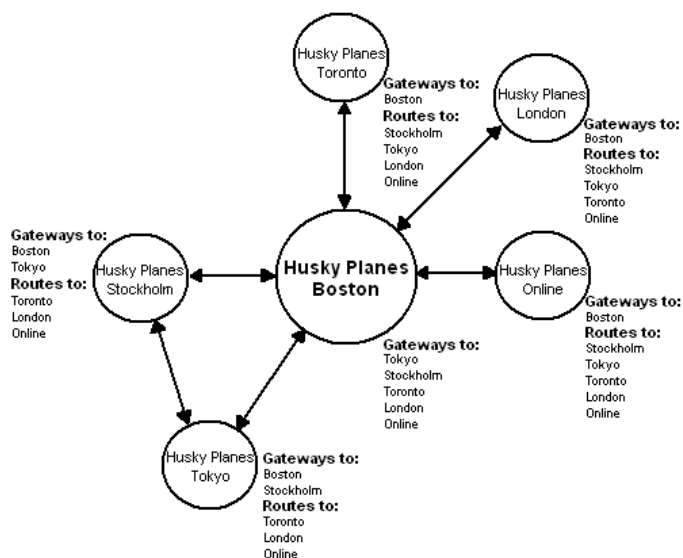 Husky Planes
Toronto
Gateways to:
Boston
Routes to:
Stockholm
Tokyo
London
Online
Husky Planes
London
Gateways to:
Boston
Routes to:
Stockholm
Tokyo
Toronto
Online
Gateways to:
Boston
Tokyo
Routes to:
Toronto
London
Online
Husky Planes
Stockholm
Husky Planes
Boston
Gateways to:
Tokyo
Stockholm
Toronto
London
Online
Husky Planes
Online
Gateways to:
Boston
Routes to:
Stockholm
Tokyo
Toronto
London
Online
Husky Planes
Tokyo
Gateways to:
Boston
Stockholm
Routes to:
Toronto
London
Online